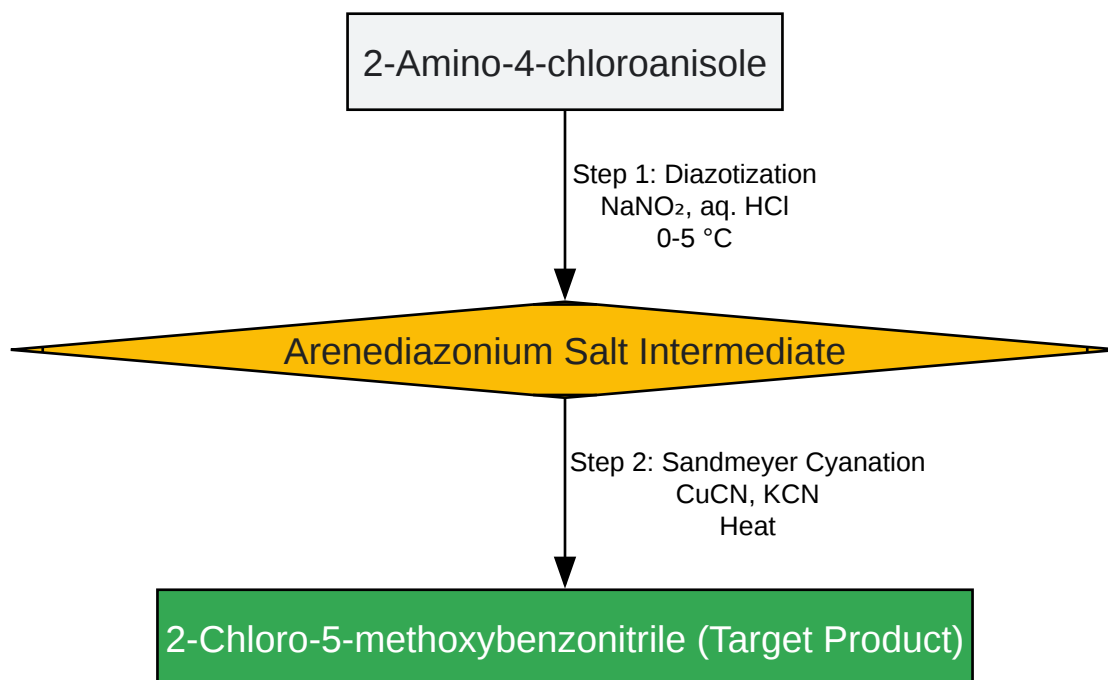 2-Amino-4-chloroanisole
Step 1: Diazotization
NaNO₂, aq. HCl
0-5 °C
Arenediazonium Salt Intermediate
Step 2: Sandmeyer Cyanation
CuCN, KCN
Heat
2-Chloro-5-methoxybenzonitrile (Target Product)